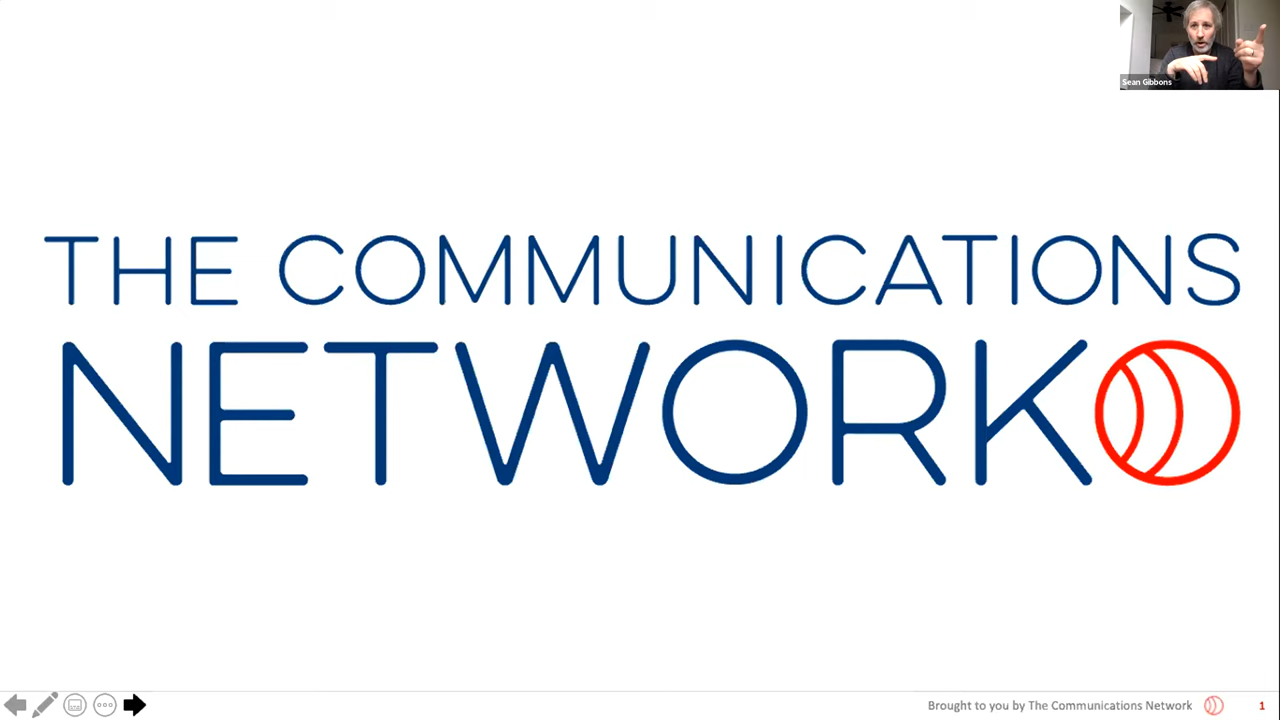 Sean Gibbons
THE COMMUNICATIONS
NETWORK
Brought to you by The Communications Network 1